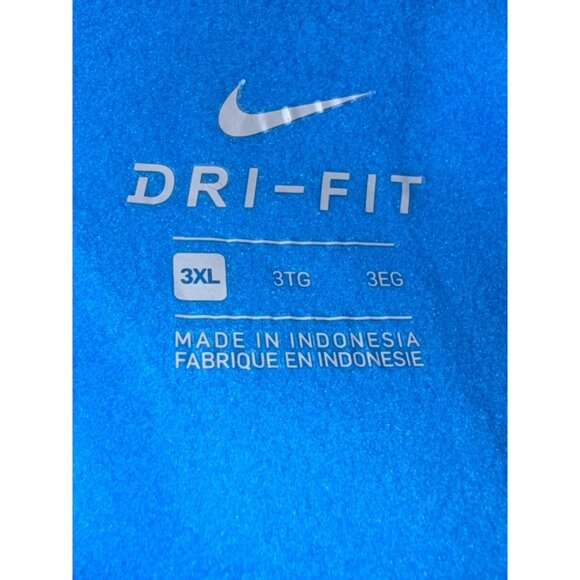 DRI-FIT
3XL 3TG 3EG
MADE IN INDONESIA
FABRIQUE EN INDONESIE